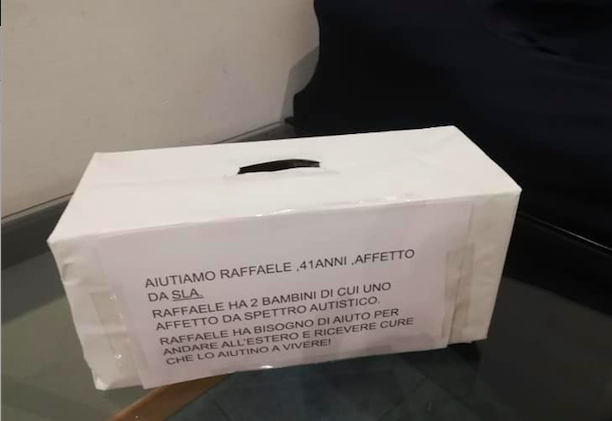 AIUTIAMO RAFFAELE ,41ANNI ,AFFETTO
DA SLA.
RAFFAELE HA 2 BAMBINI DI CUI UNO
AFFETTO DA SPETTRO AUTISTICO.
RAFFAELE HA BISOGNO DI AIUTO PER
ANDARE ALL'ESTERO E RICEVERE CURE
CHE LO AIUTINO A VIVERE!